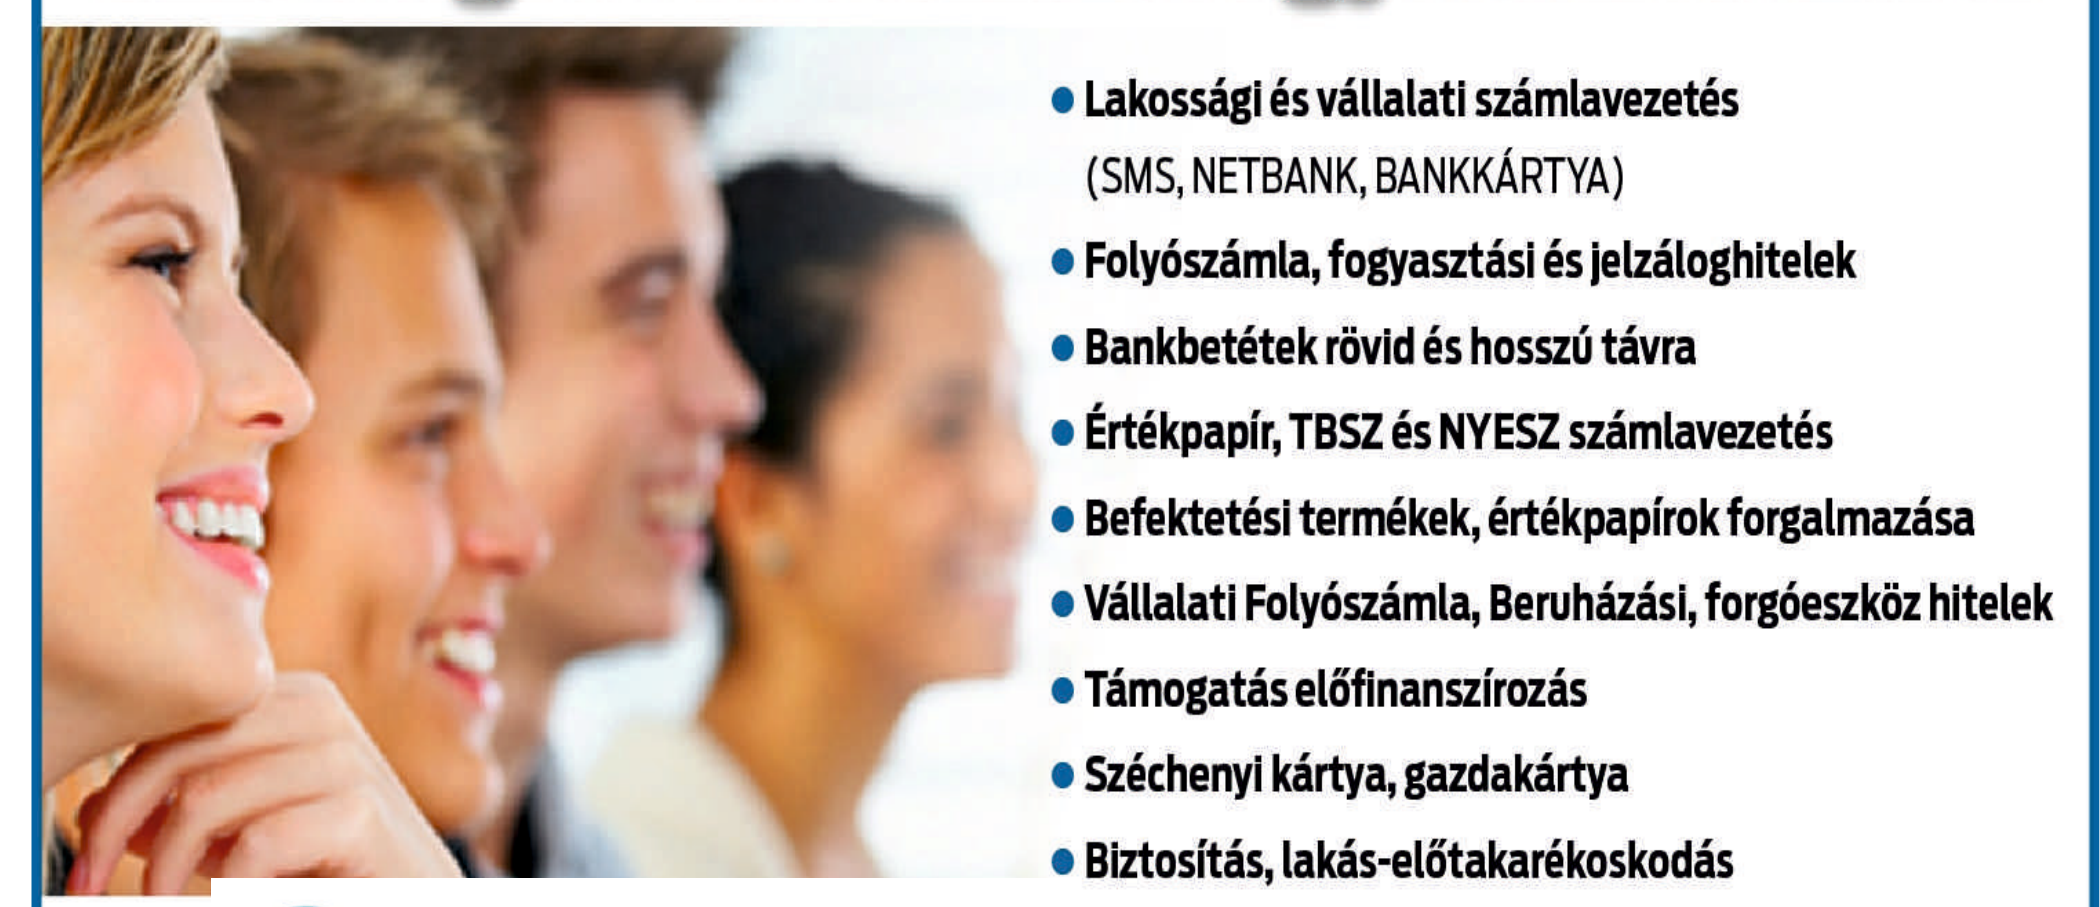 • Lakossági és vállalati számlavezetés
(SMS, NETBANK, BANKKÁRTYA)
• Folyószámla, fogyasztási és jelzáloghitelek
• Bankbetétek rövid és hosszú távra
• Értékpapír, TBSZ és NYESZ számlavezetés
• Befektetési termékek, értékpapírok forgalmazása
• Vállalati Folyószámla, Beruházási, forgóeszköz hitelek
• Támogatás előfinanszírozás
• Széchenyi kártya, gazdakártya
• Biztosítás, lakás-előtakarékoskodás